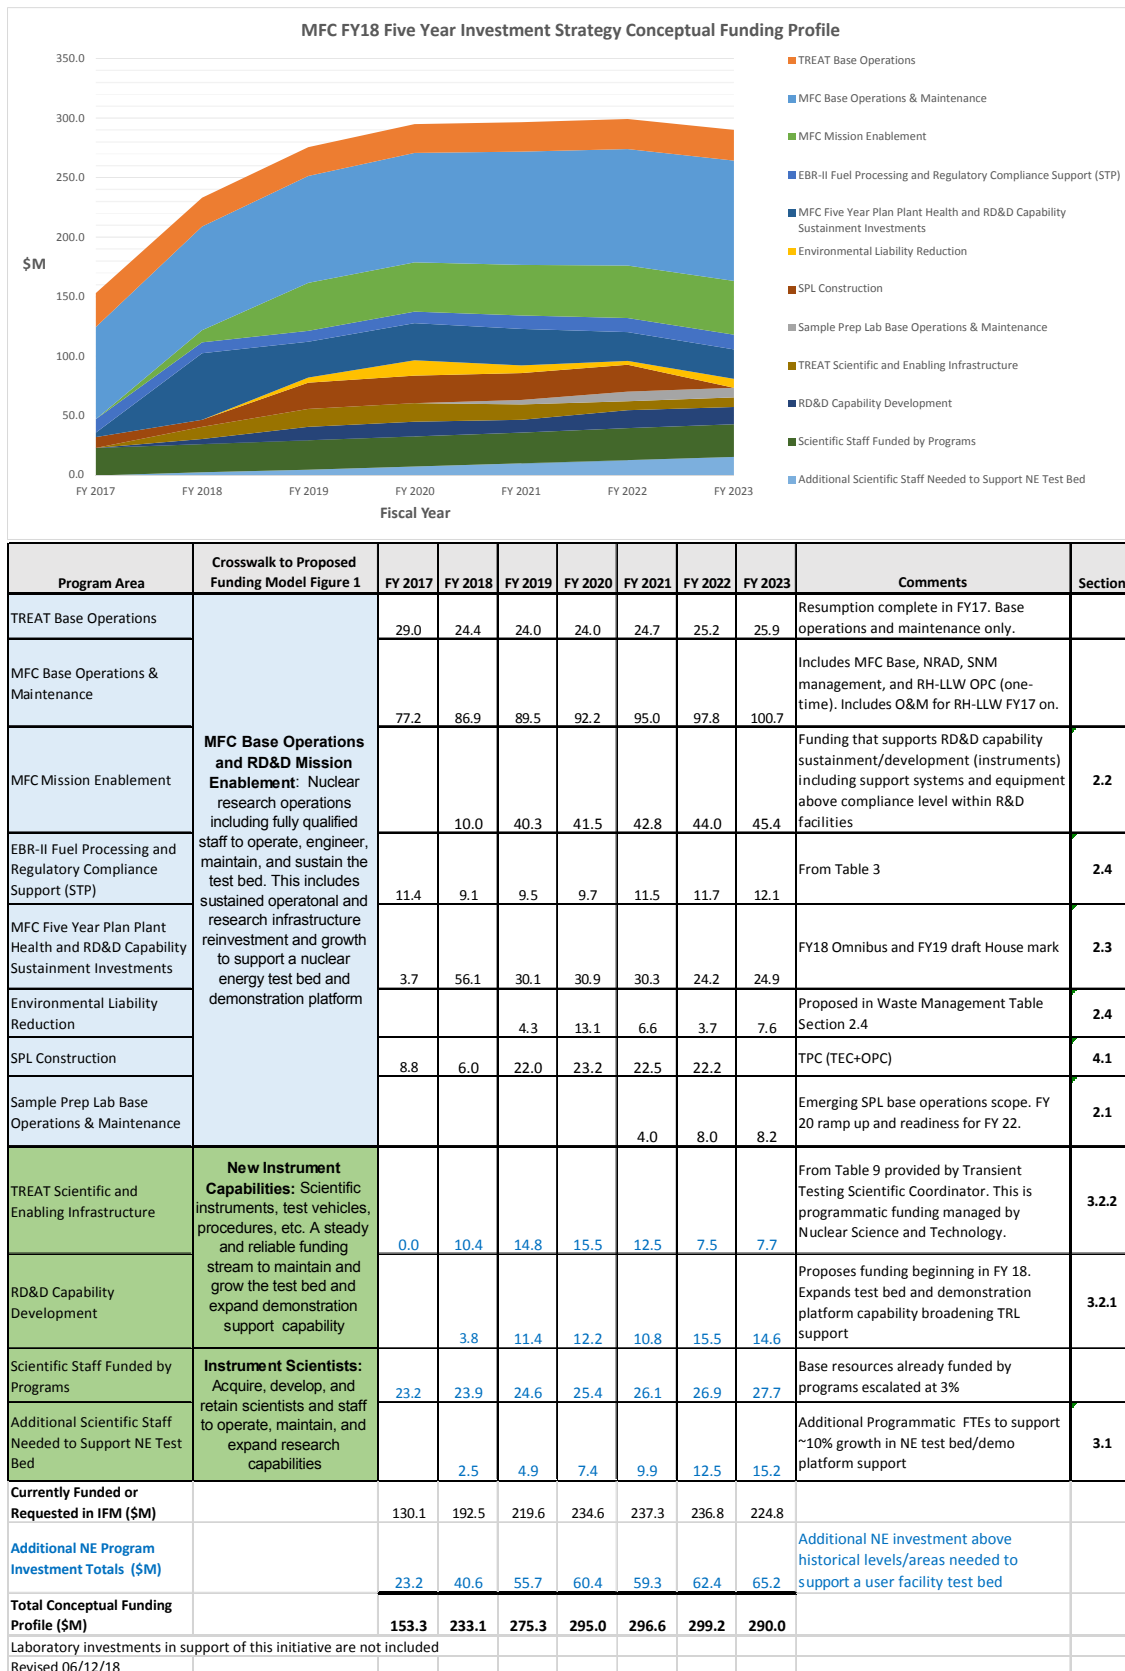 MFC FY18 Five Year Investment Strategy Conceptual Funding Profile
350.0
300.0
250.0
200.0
150.0
100.0
50.0
0.0
$M
FY 2017 FY 2018 FY 2019 FY 2020 FY 2021 FY 2022 FY 2023
Fiscal Year
TREAT Base Operations
MFC Base Operations & Maintenance
MFC Mission Enablement
EBR-II Fuel Processing and Regulatory Compliance Support (STP)
MFC Five Year Plan Plant Health and RD&D Capability
Sustainment Investments
Environmental Liability Reduction
SPL Construction
Sample Prep Lab Base Operations & Maintenance
TREAT Scientific and Enabling Infrastructure
RD&D Capability Development
Scientific Staff Funded by Programs
Additional Scientific Staff Needed to Support NE Test Bed
Program Area
Crosswalk to Proposed
Funding Model Figure 1
FY 2017 FY 2018 FY 2019 FY 2020 FY 2021 FY 2022 FY 2023 Comments Section
TREAT Base Operations
29.0 24.4 24.0 24.0 24.7 25.2 25.9
Resumption complete in FY17. Base
operations and maintenance only.
MFC Base Operations &
Maintenance
77.2 86.9 89.5 92.2 95.0 97.8 100.7
Includes MFC Base, NRAD, SNM
management, and RH-LLW OPC (one-
time). Includes O&M for RH-LLW FY17 on.
MFC Base Operations
and RD&D Mission
Enablement: Nuclear
research operations
including fully qualified
staff to operate, engineer,
maintain, and sustain the
test bed. This includes
sustained operatonal and
research infrastructure
reinvestment and growth
to support a nuclear
energy test bed and
demonstration platform
MFC Mission Enablement
10.0 40.3 41.5 42.8 44.0 45.4
Funding that supports RD&D capability
sustainment/development (instruments)
including support systems and equipment
above compliance level within R&D
facilities
2.2
EBR-II Fuel Processing and
Regulatory Compliance
Support (STP)
11.4 9.1 9.5 9.7 11.5 11.7 12.1
From Table 3
2.4
MFC Five Year Plan Plant
Health and RD&D Capability
Sustainment Investments
3.7 56.1 30.1 30.9 30.3 24.2 24.9
FY18 Omnibus and FY19 draft House mark
2.3
Environmental Liability
Reduction
4.3 13.1 6.6 3.7 7.6
Proposed in Waste Management Table
Section 2.4
2.4
SPL Construction
8.8 6.0 22.0 23.2 22.5 22.2
TPC (TEC+OPC)
4.1
Sample Prep Lab Base
Operations & Maintenance
4.0 8.0 8.2
Emerging SPL base operations scope. FY
20 ramp up and readiness for FY 22.
2.1
TREAT Scientific and
Enabling Infrastructure
New Instrument
Capabilities: Scientific
instruments, test vehicles,
procedures, etc. A steady
and reliable funding
stream to maintain and
grow the test bed and
expand demonstration
support capability
0.0 10.4 14.8 15.5 12.5 7.5 7.7
From Table 9 provided by Transient
Testing Scientific Coordinator. This is
programmatic funding managed by
Nuclear Science and Technology.
3.2.2
RD&D Capability
Development
3.8 11.4 12.2 10.8 15.5 14.6
Proposes funding beginning in FY 18.
Expands test bed and demonstration
platform capability broadening TRL
support
3.2.1
Scientific Staff Funded by
Programs
Instrument Scientists:
Acquire, develop, and
retain scientists and staff
to operate, maintain, and
expand research
capabilities
23.2 23.9 24.6 25.4 26.1 26.9 27.7
Base resources already funded by
programs escalated at 3%
Additional Scientific Staff
Needed to Support NE Test
Bed
2.5 4.9 7.4 9.9 12.5 15.2
Additional Programmatic FTEs to support
~10% growth in NE test bed/demo
platform support
3.1
Currently Funded or
Requested in IFM ($M)
130.1 192.5 219.6 234.6 237.3 236.8 224.8
Additional NE Program
Investment Totals ($M)
23.2 40.6 55.7 60.4 59.3 62.4 65.2
Additional NE investment above
historical levels/areas needed to
support a user facility test bed
Total Conceptual Funding
Profile ($M)
153.3 233.1 275.3 295.0 296.6 299.2 290.0
Laboratory investments in support of this initiative are not included
Revised 06/12/18